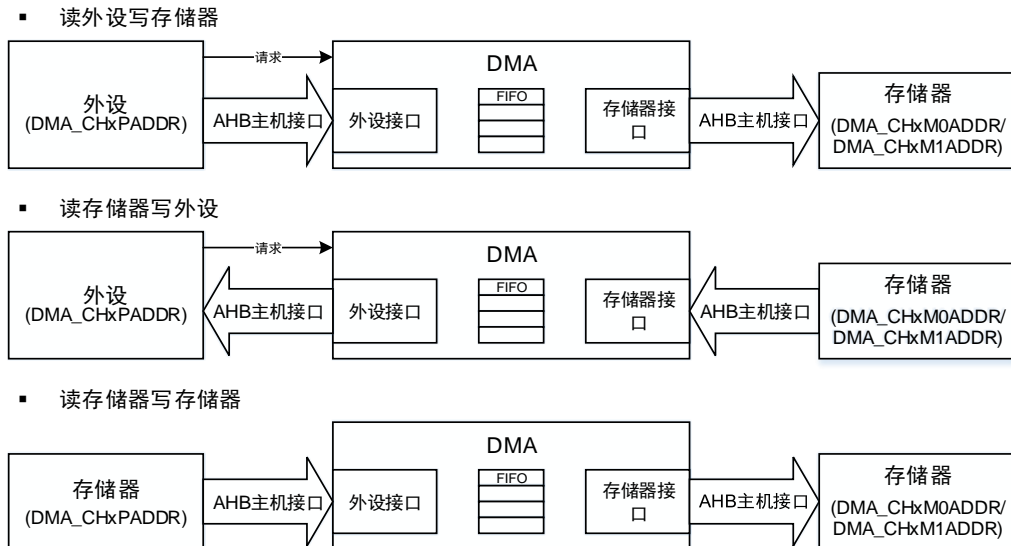 ▪ 读外设写存储器
请求
DMA
外设
(DMA_CHxPADDR)
AHB主机接口
外设接口
FIFO
存储器接
口
AHB主机接口
存储器
(DMA_CHxM0ADDR/
DMA_CHxM1ADDR)
▪ 读存储器写外设
请求
DMA
外设
(DMA_CHxPADDR)
AHB主机接口
外设接口
FIFO
存储器接
口
AHB主机接口
存储器
(DMA_CHxM0ADDR/
DMA_CHxM1ADDR)
▪ 读存储器写存储器
DMA
存储器
(DMA_CHxPADDR)
AHB主机接口
外设接口
FIFO
存储器接
口
AHB主机接口
存储器
(DMA_CHxM0ADDR/
DMA_CHxM1ADDR)